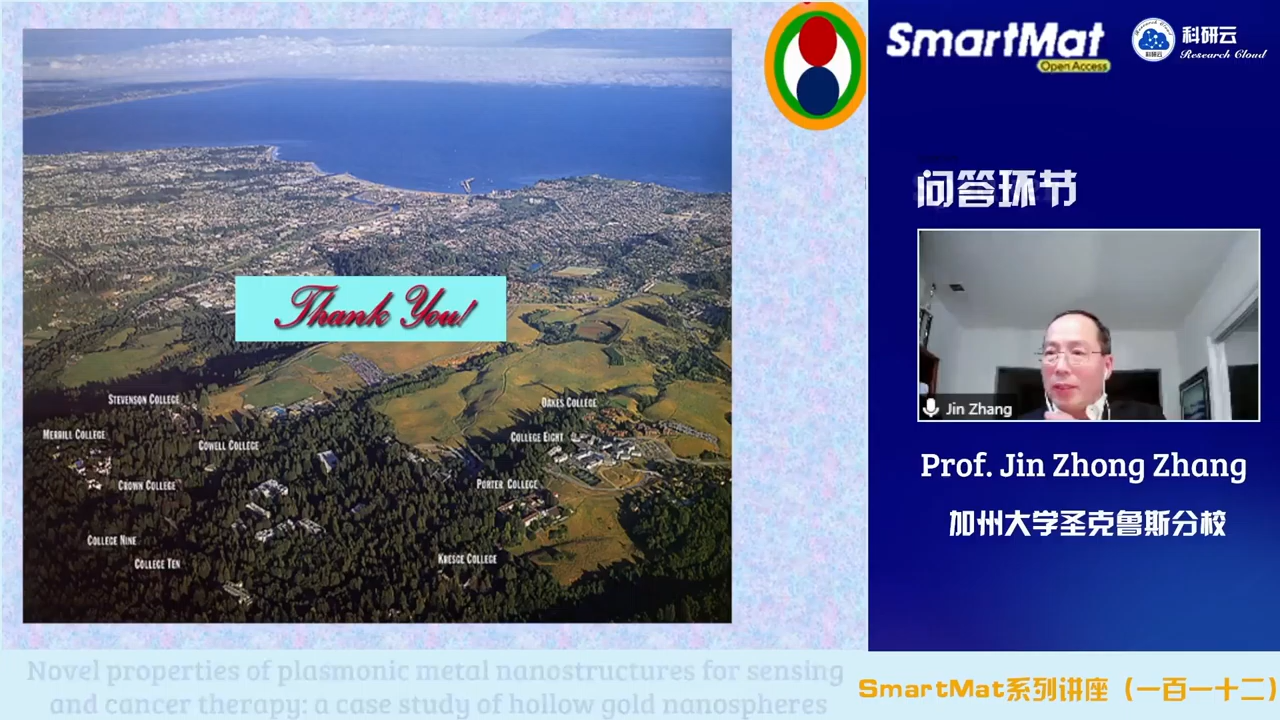 SmartMat
Open Access
科研云
Research Cloud
问答环节
Thank You!
STEVENSON COLLEGE
MERRILL COLLEGE
COWELL COLLEGE
CROWN COLLEGE
COLLEGE NINE
COLLEGE TEN
OAKES COLLEGE
COLLEGE EIGHT
PORTER COLLEGE
KRESGE COLLEGE
Jin Zhang
Prof. Jin Zhong Zhang
加州大学圣克鲁斯分校
Novel properties of plasmonic metal nanostructures for sensing
and cancer therapy: a case study of hollow gold nanospheres
SmartMat系列讲座（一百一十二）